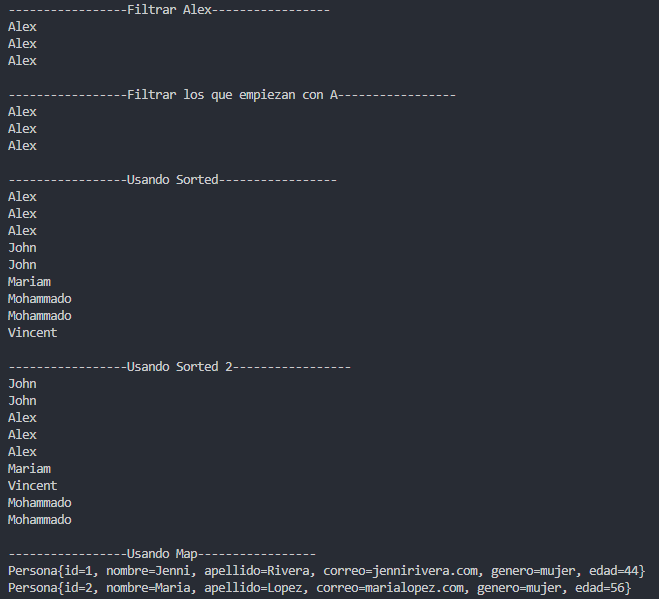 -----------------Filtrar Alex-----------------
Alex
Alex
Alex
-----------------Filtrar los que empiezan con A-----------------
Alex
Alex
Alex
-----------------Usando Sorted-----------------
Alex
Alex
Alex
John
John
Mariam
Mohammado
Mohammado
Vincent
-----------------Usando Sorted 2-----------------
John
John
Alex
Alex
Alex
Mariam
Vincent
Mohammado
Mohammado
-----------------Usando Map-----------------
Persona{id=1, nombre=Jenni, apellido=Rivera, correo=jennirivera.com, genero=mujer, edad=44}
Persona{id=2, nombre=Maria, apellido=Lopez, correo=marialopez.com, genero=mujer, edad=56}